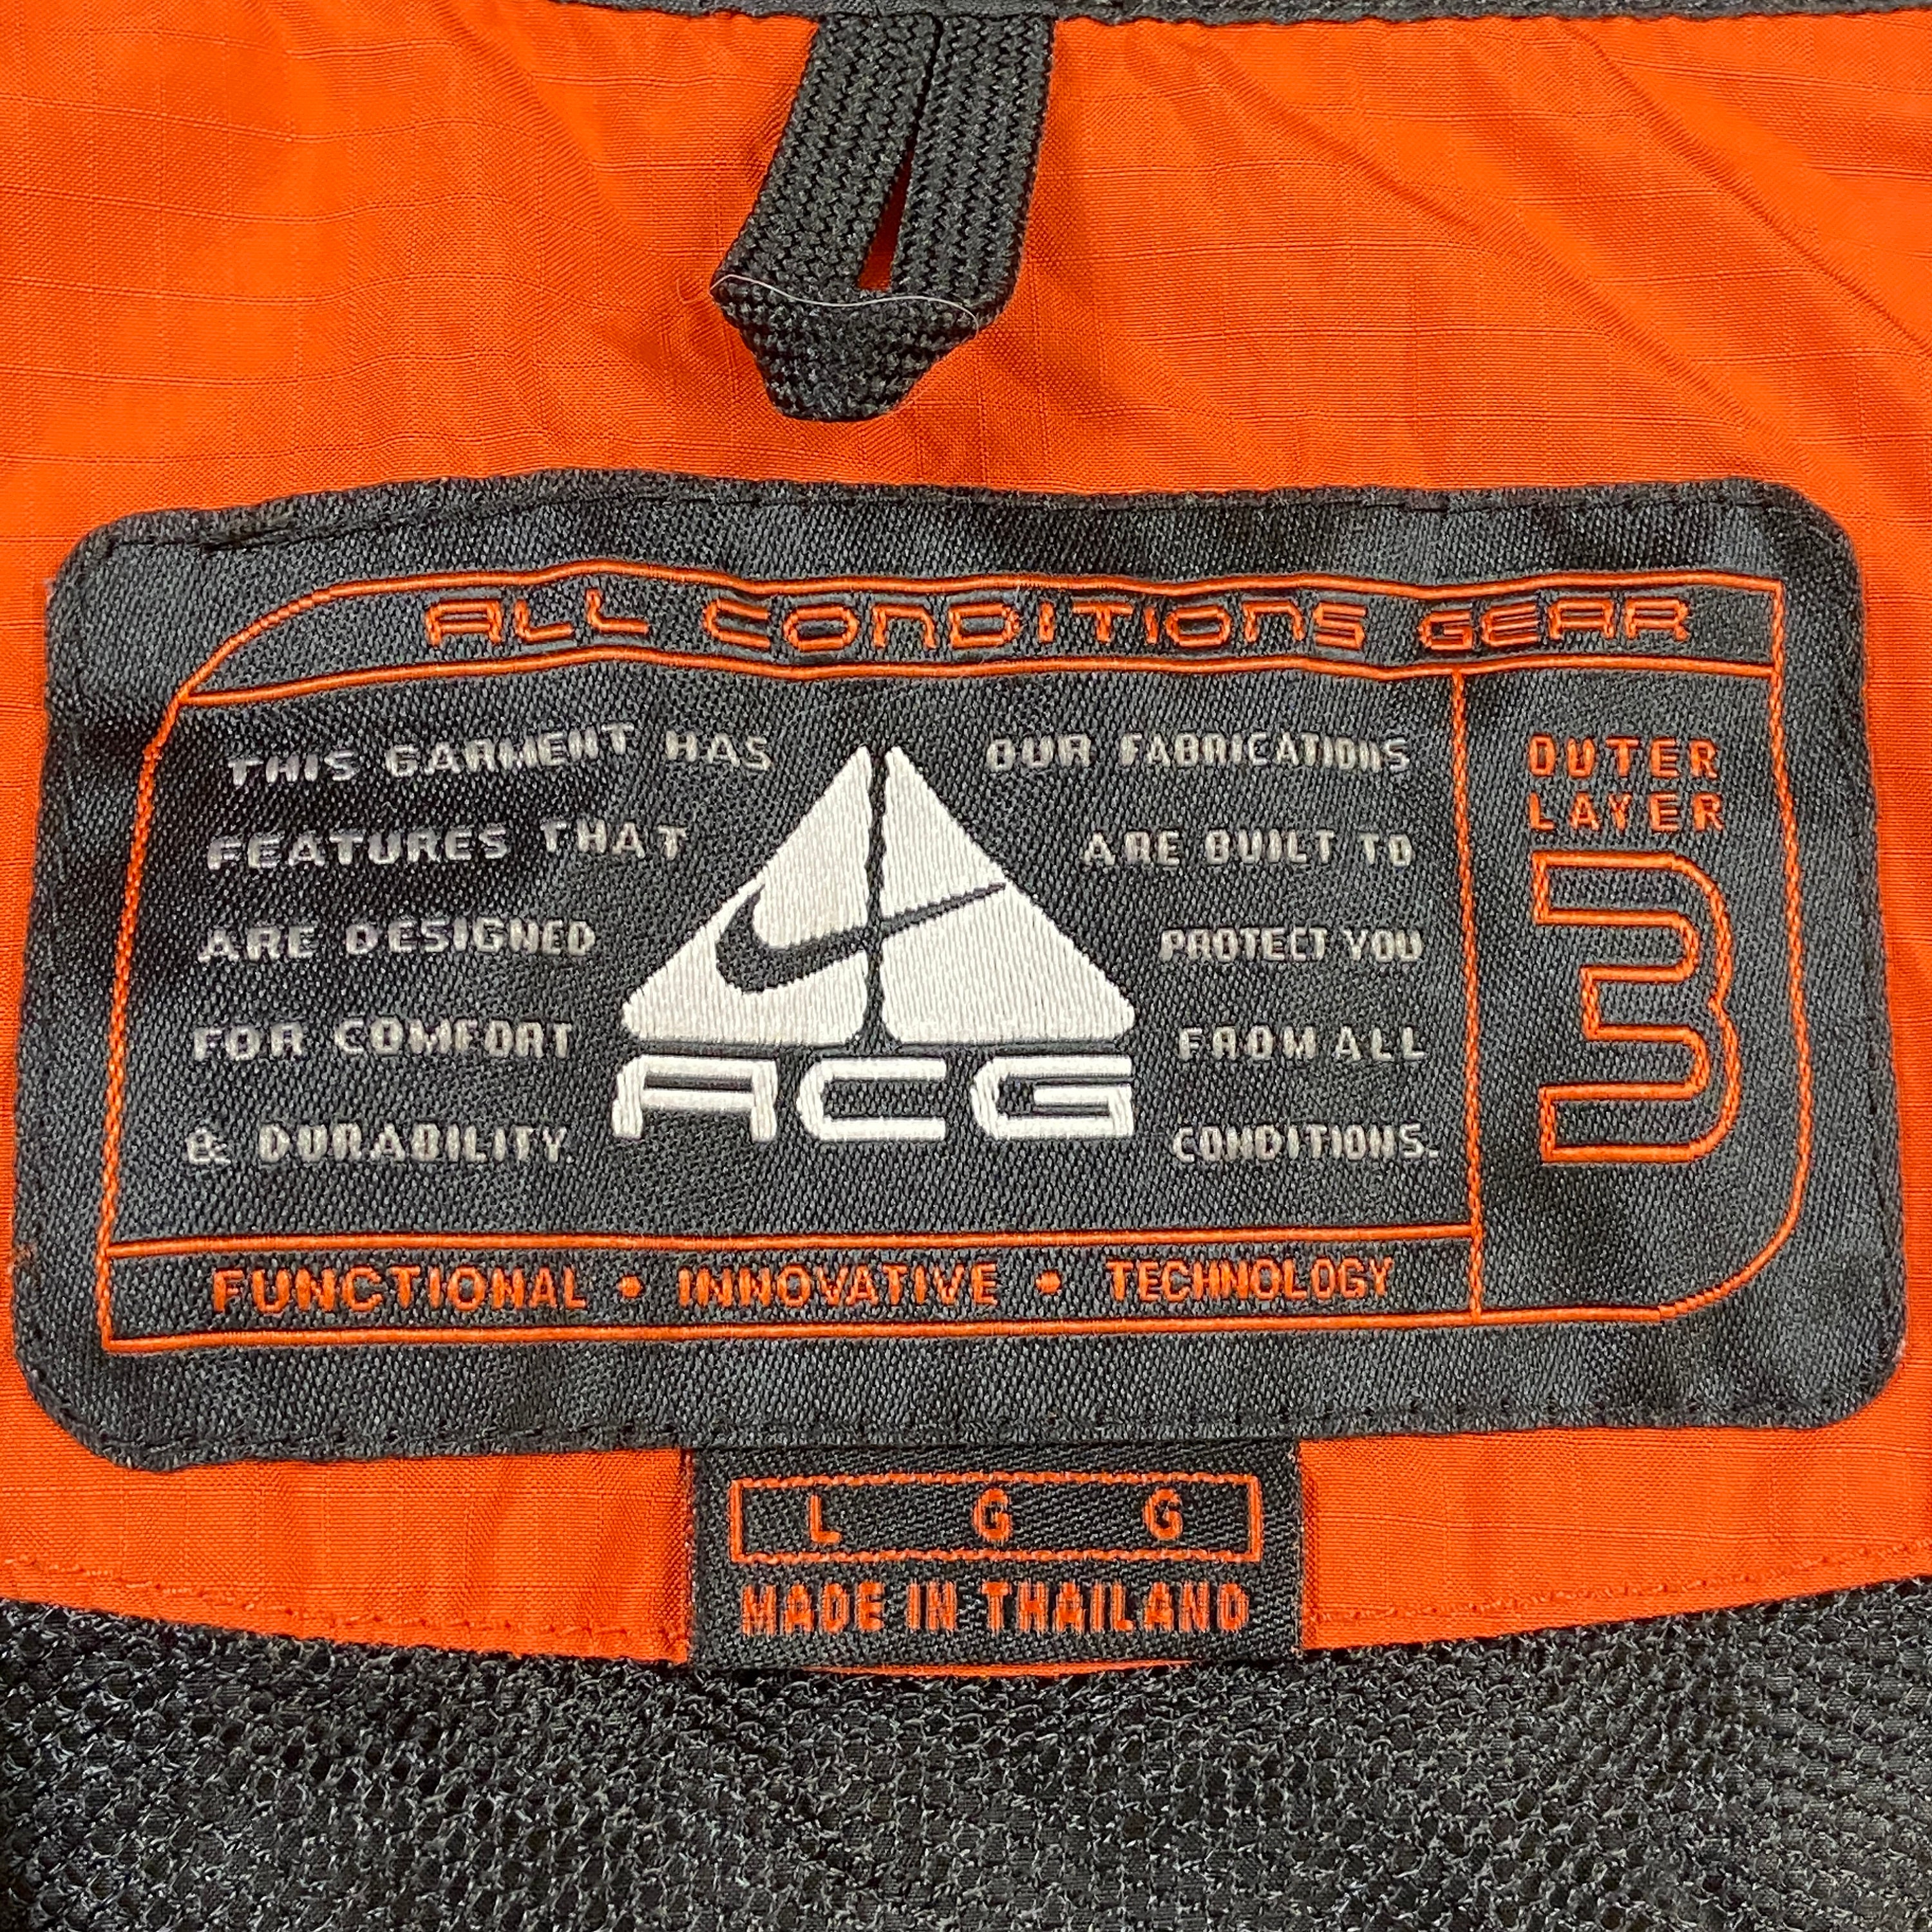 ALL CONDITIONS GEAR
THIS GARMENT HAS
FEATURES THAT
ARE DESIGNED
FOR COMFORT
& DURABILITY.
ACG
OUR FABRICATIONS
ARE BUILT TO
PROTECT YOU
FROM ALL
CONDITIONS.
OUTER
LAYER
3
FUNCTIONAL • INNOVATIVE • TECHNOLOGY
L G G
MADE IN THAILAND